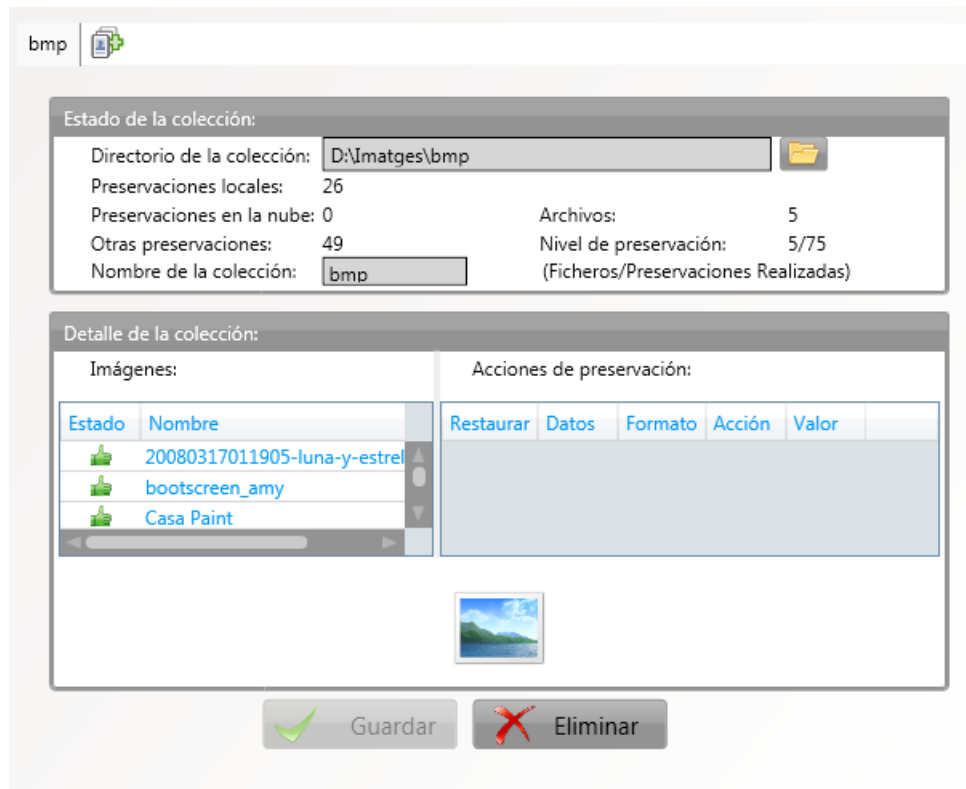 bmp
Estado de la colección:
Directorio de la colección: D:\Imatges\bmp
Preservaciones locales: 26
Preservaciones en la nube: 0 Archivos: 5
Otras preservaciones: 49 Nivel de preservación: 5/75
Nombre de la colección: bmp (Ficheros/Preservaciones Realizadas)
Detalle de la colección:
Imágenes: Acciones de preservación:
Estado Nombre Restaurar Datos Formato Acción Valor
20080317011905-luna-y-estrel
bootscreen_amy
Casa Paint
Guardar Eliminar